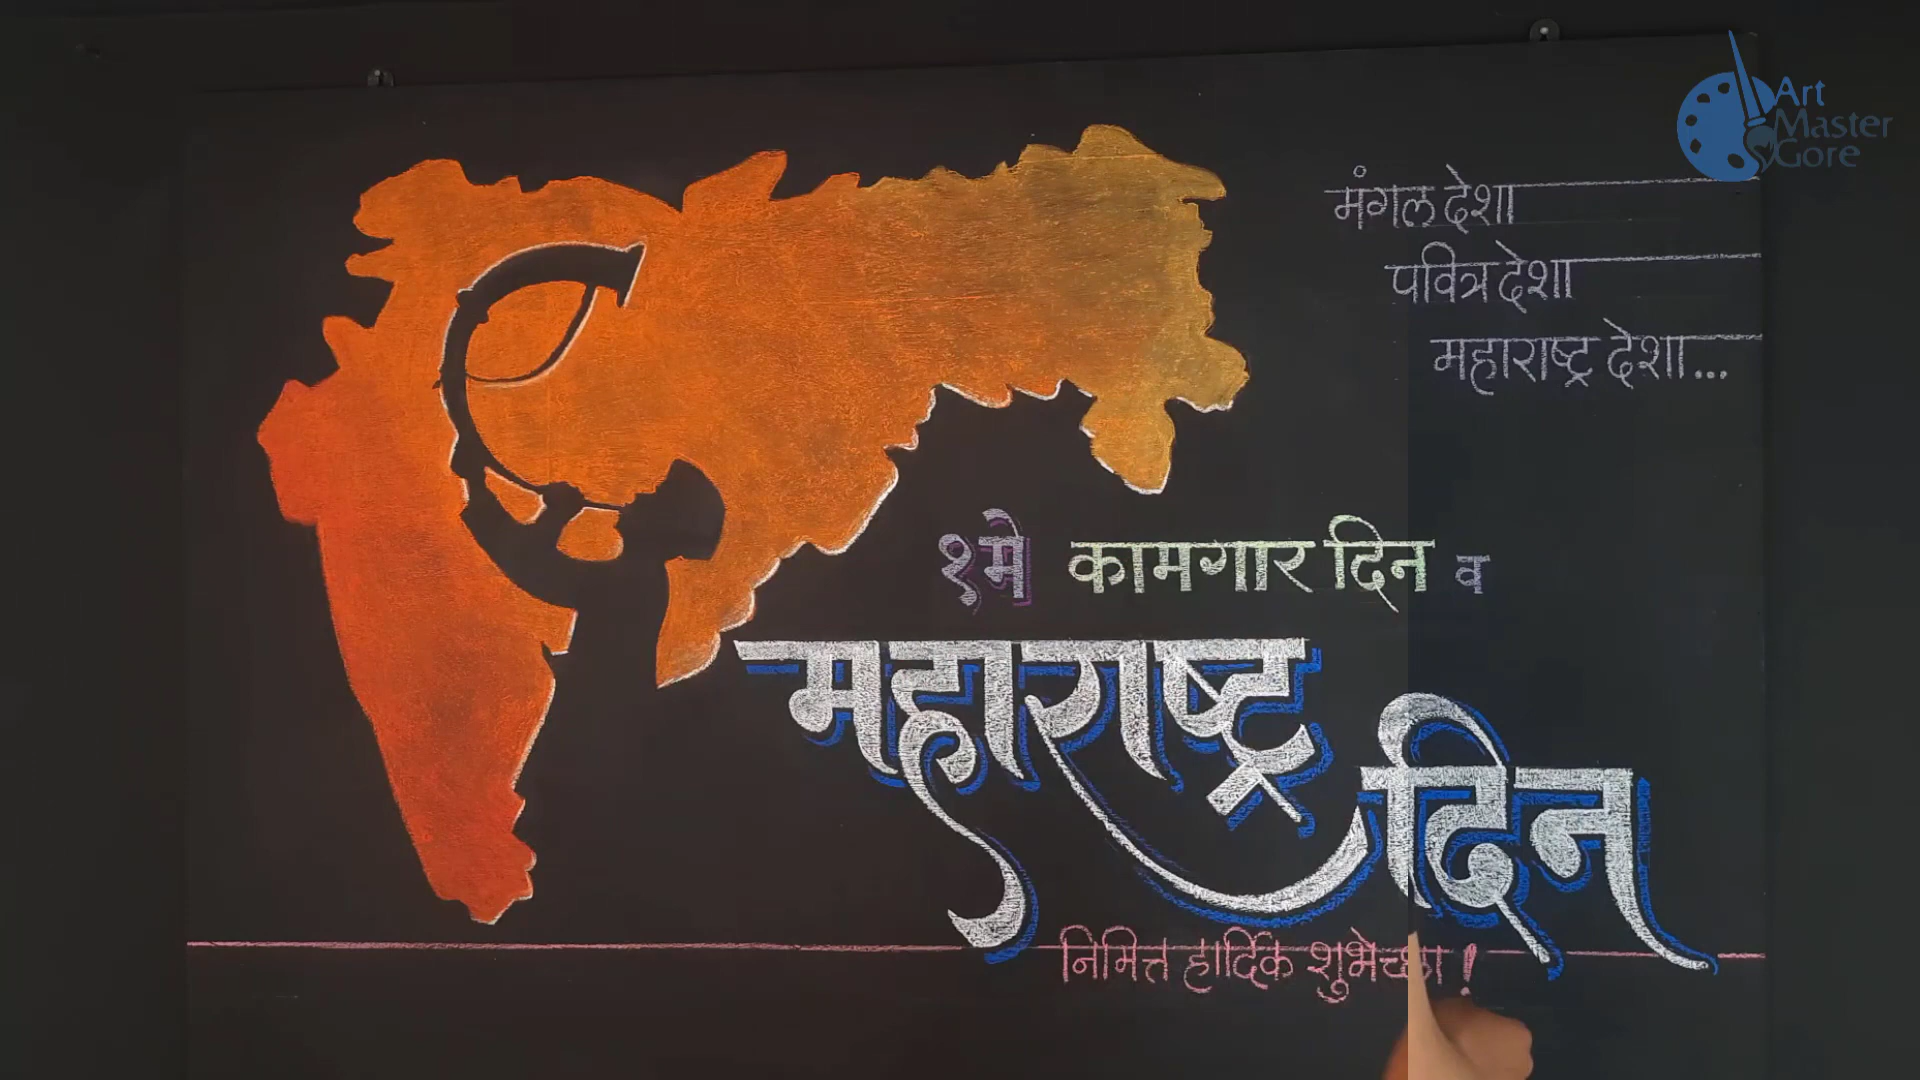 Art
Master
Gore
मंगल देशा
पवित्र देशा
महाराष्ट्र देशा...
१ मे कामगार दिन व
महाराष्ट्र दिन
निमित्त हार्दिक शुभेच्छा !